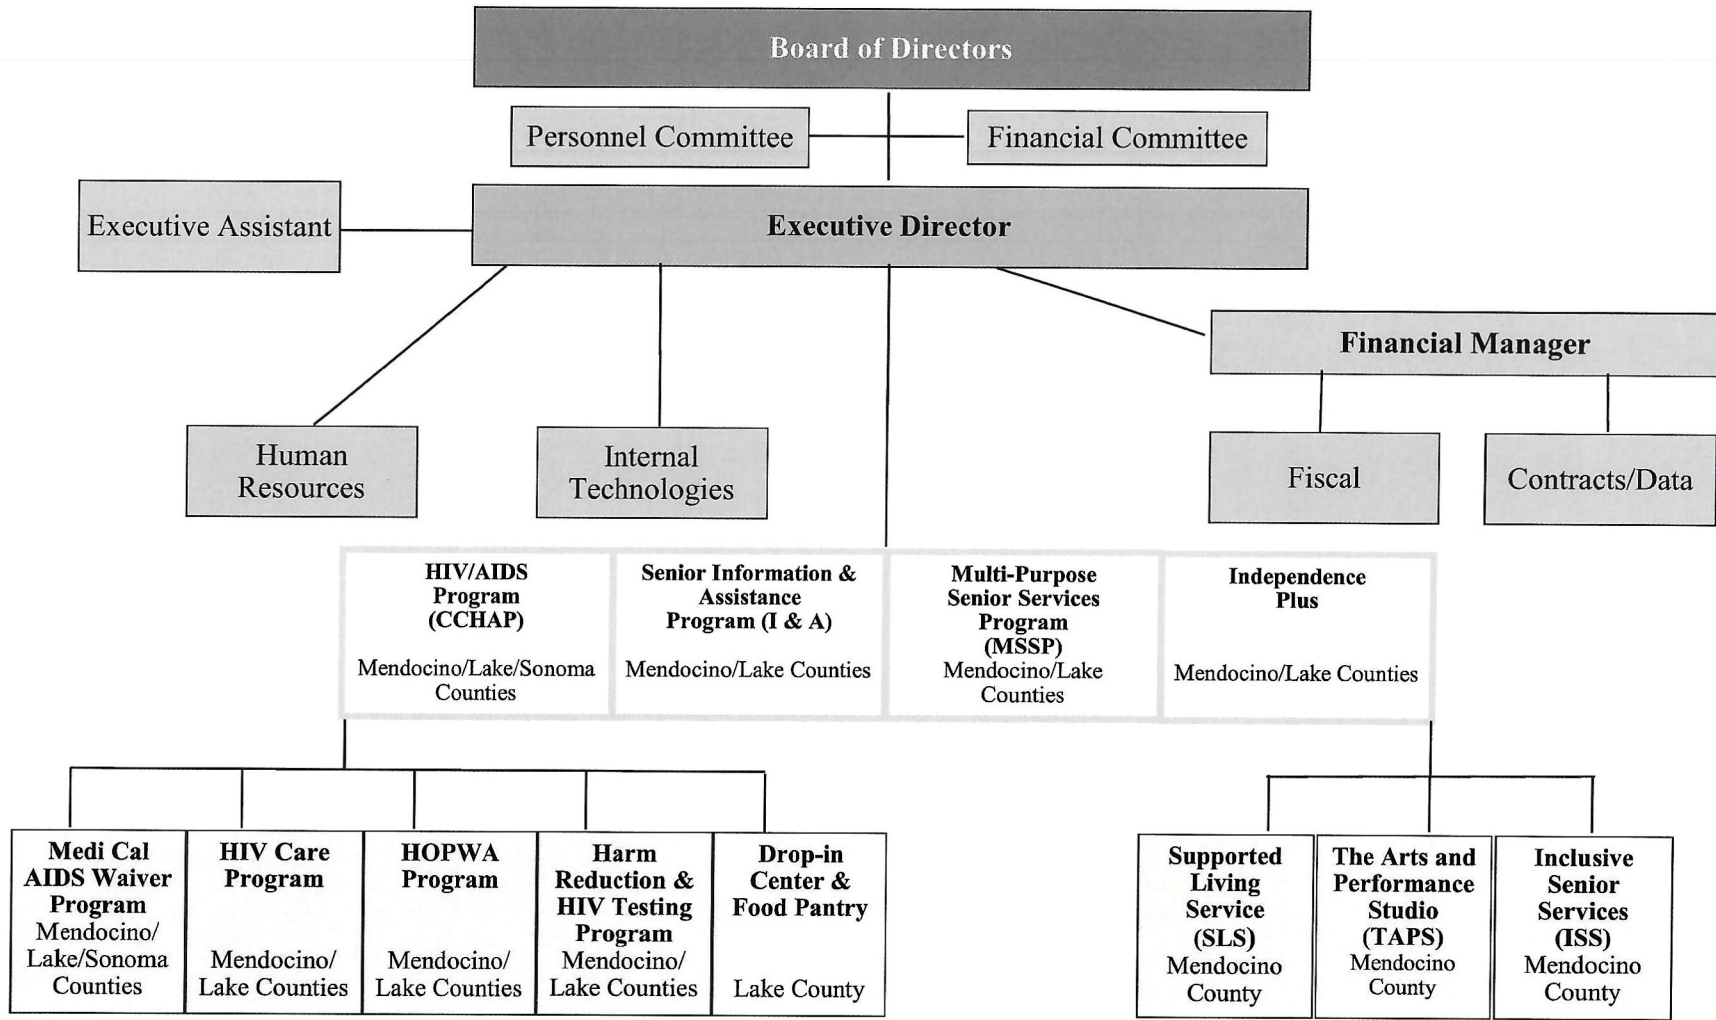 Board of Directors
Personnel Committee
Financial Committee
Executive Assistant
Executive Director
Financial Manager
Human
Resources
Internal
Technologies
Fiscal
Contracts/Data
HIV/AIDS
Program
(CCHAP)
Mendocino/Lake/Sonoma
Counties
Senior Information &
Assistance
Program (I & A)
Mendocino/Lake Counties
Multi-Purpose
Senior Services
Program
(MSSP)
Mendocino/Lake
Counties
Independence
Plus
Mendocino/Lake Counties
Medi Cal
AIDS Waiver
Program
Mendocino/
Lake/Sonoma
Counties
HIV Care
Program
Mendocino/
Lake Counties
HOPWA
Program
Mendocino/
Lake Counties
Harm
Reduction &
HIV Testing
Program
Mendocino/
Lake Counties
Drop-in
Center &
Food Pantry
Lake County
Supported
Living
Service
(SLS)
Mendocino
County
The Arts and
Performance
Studio
(TAPS)
Mendocino
County
Inclusive
Senior
Services
(ISS)
Mendocino
County